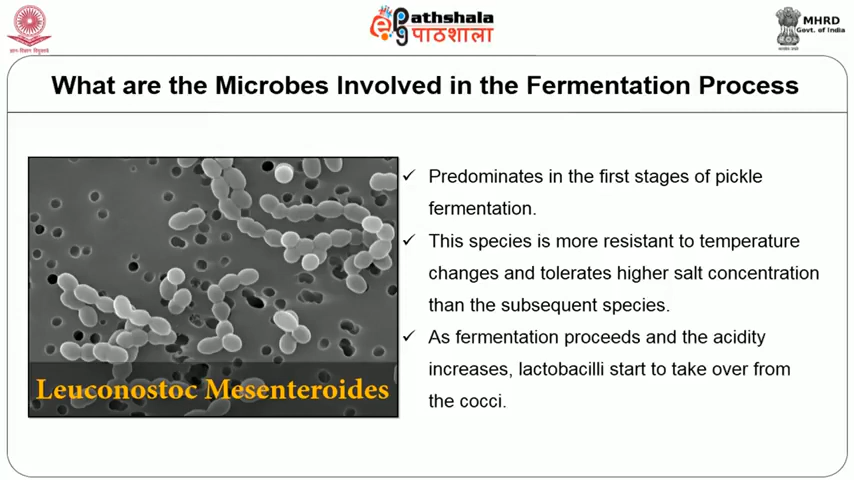 ePathshala
पाठशाला
MHRD
Govt. of India
ज्ञान-विज्ञान विमुक्तये
What are the Microbes Involved in the Fermentation Process
✓ Predominates in the first stages of pickle
fermentation.
✓ This species is more resistant to temperature
changes and tolerates higher salt concentration
than the subsequent species.
✓ As fermentation proceeds and the acidity
increases, lactobacilli start to take over from
the cocci.
Leuconostoc Mesenteroides